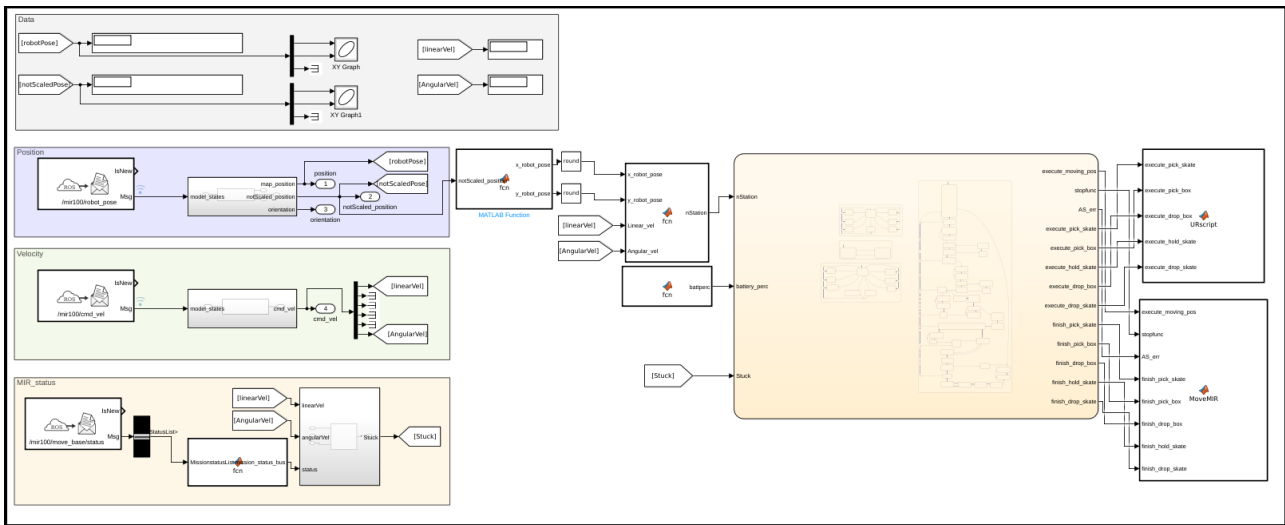 Data
[robotPose]
XY Graph
[linearVel]
[notScaledPose]
XY Graph1
[AngularVel]
Position
IsNew
ROS
Msg
/mir100/robot_pose
model_states
map_position
notScaled_position
orientation
position
1
2
notScaled_position
3
orientation
[robotPose]
[notScaledPose]
notScaled_position
fcn
x_robot_pose
y_robot_pose
MATLAB Function
round
round
[linearVel]
[AngularVel]
x_robot_pose
y_robot_pose
Linear_vel
Angular_vel
fcn
nStation
fcn
battperc
Velocity
IsNew
ROS
Msg
/mir100/cmd_vel
model_states
cmd_vel
4
cmd_vel
[linearVel]
[AngularVel]
MIR_status
IsNew
ROS
Msg
/mir100/move_base/status
fcn
[linearVel]
[AngularVel]
linearVel
angularVel
status
Stuck
[Stuck]
[Stuck]
nStation
battery_perc
Stuck
execute_moving_pos
stopfunc
AS_err
execute_pick_skate
execute_pick_box
execute_hold_skate
execute_drop_box
execute_drop_skate
finish_pick_skate
finish_pick_box
finish_drop_box
finish_hold_skate
finish_drop_skate
execute_pick_skate
execute_pick_box
execute_drop_box
execute_hold_skate
execute_drop_skate
URscript
execute_moving_pos
stopfunc
AS_err
finish_pick_skate
finish_pick_box
finish_drop_box
finish_hold_skate
finish_drop_skate
MoveMIR